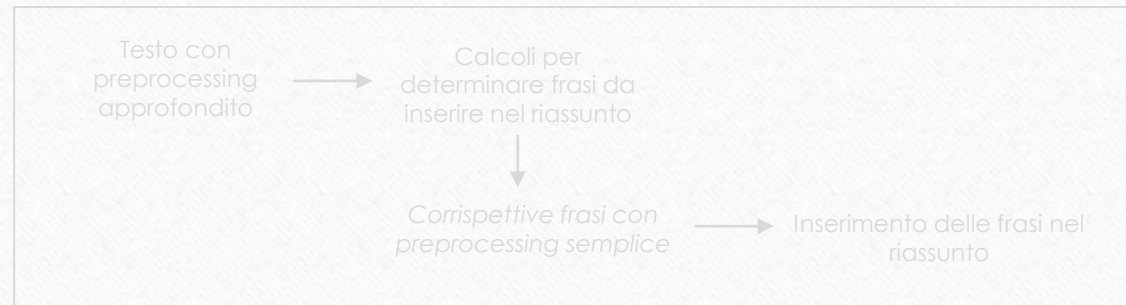 Testo con
preprocessing
approfondito
Calcoli per
determinare frasi da
inserire nel riassunto
Corrispettive frasi con
preprocessing semplice
Inserimento delle frasi nel
riassunto